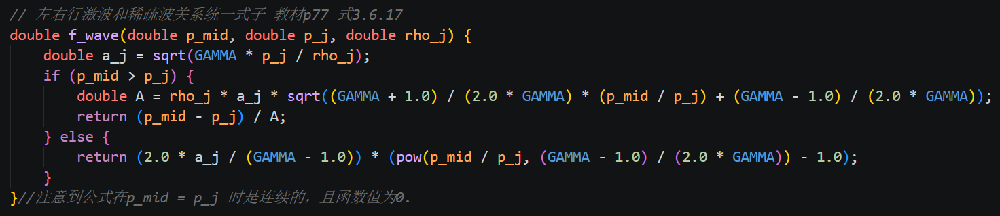 // 左右行激波和稀疏波关系统一式子 教材p77 式3.6.17
double f_wave(double p_mid, double p_j, double rho_j) {
    double a_j = sqrt(GAMMA * p_j / rho_j);
    if (p_mid > p_j) {
        double A = rho_j * a_j * sqrt((GAMMA + 1.0) / (2.0 * GAMMA) * (p_mid / p_j) + (GAMMA - 1.0) / (2.0 * GAMMA));
        return (p_mid - p_j) / A;
    } else {
        return (2.0 * a_j / (GAMMA - 1.0)) * (pow(p_mid / p_j, (GAMMA - 1.0) / (2.0 * GAMMA)) - 1.0);
    }
}//注意到公式在p_mid = p_j 时是连续的，且函数值为0.